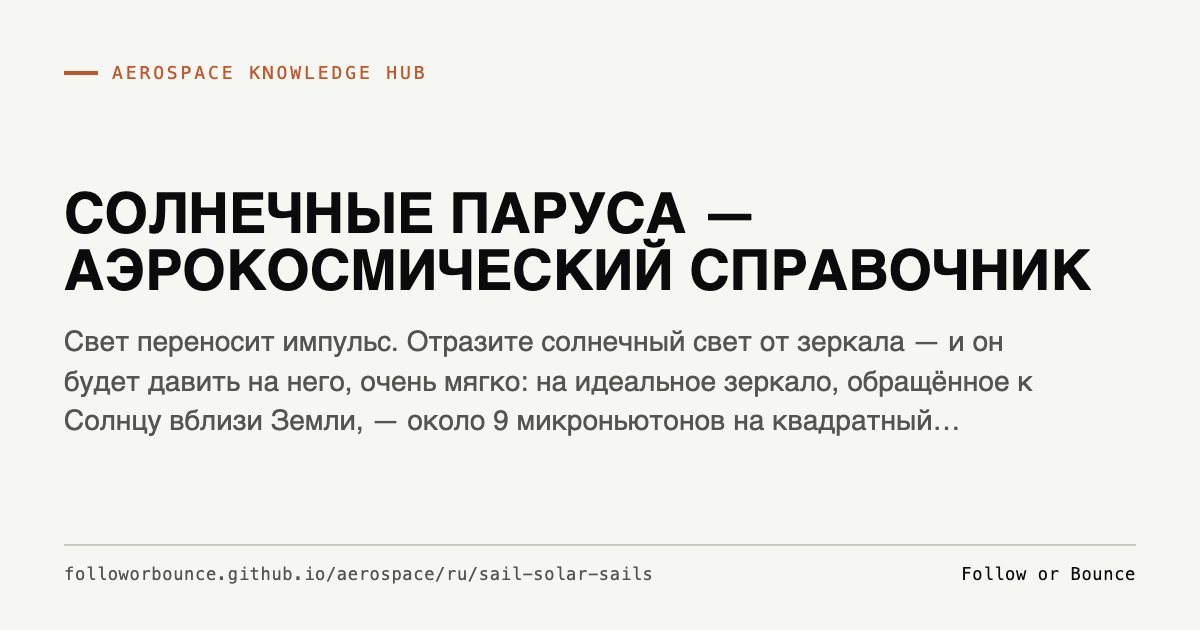 AEROSPACE KNOWLEDGE HUB
СОЛНЕЧНЫЕ ПАРУСА —
АЭРОКОСМИЧЕСКИЙ СПРАВОЧНИК
Свет переносит импульс. Отразите солнечный свет от зеркала — и он
будет давить на него, очень мягко: на идеальное зеркало, обращённое к
Солнцу вблизи Земли, — около 9 микроньютонов на квадратный…
followorbounce.github.io/aerospace/ru/sail-solar-sails
Follow or Bounce